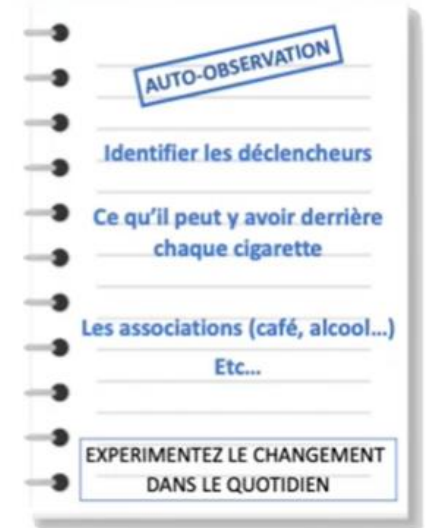 AUTO-OBSERVATION
Identifier les déclencheurs
Ce qu'il peut y avoir derrière
chaque cigarette
Les associations (café, alcool...)
Etc...
EXPERIMENTEZ LE CHANGEMENT
DANS LE QUOTIDIEN